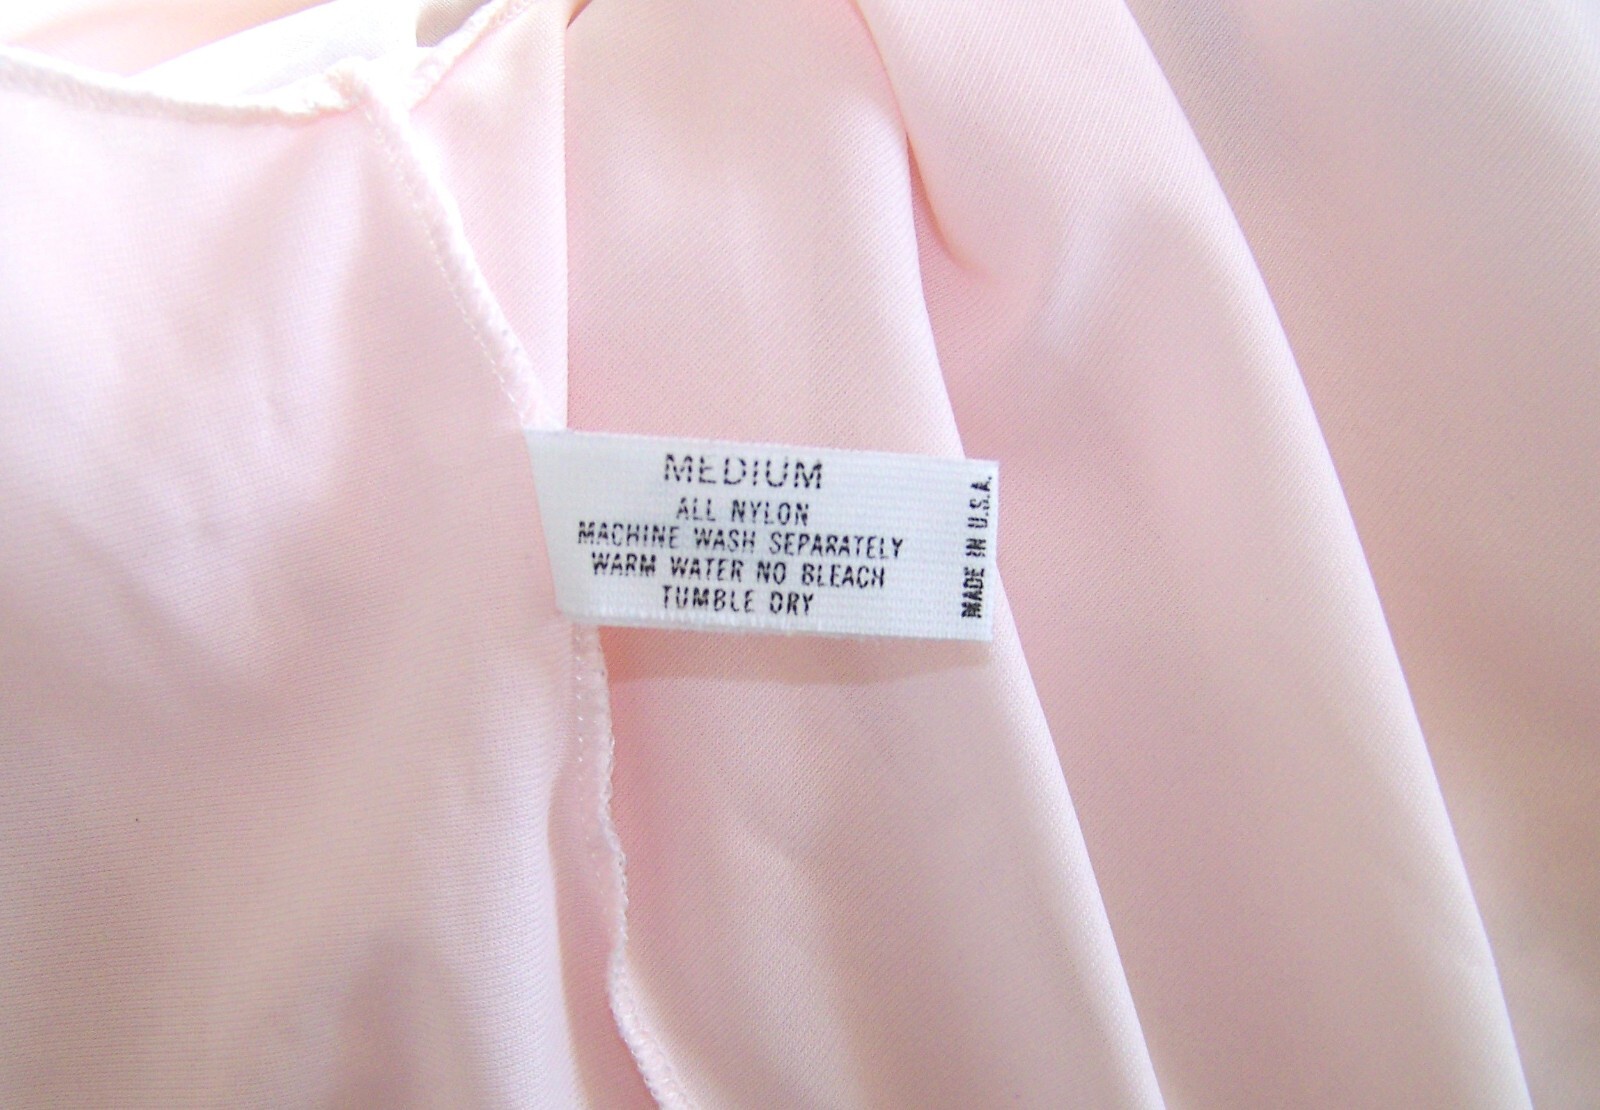 MEDIUM
ALL NYLON
MACHINE WASH SEPARATELY
WARM WATER NO BLEACH
TUMBLE DRY
MADE IN U.S.A.